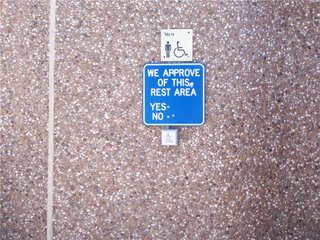 MEN
WE APPROVE
OF THIS
REST AREA
YES
NO